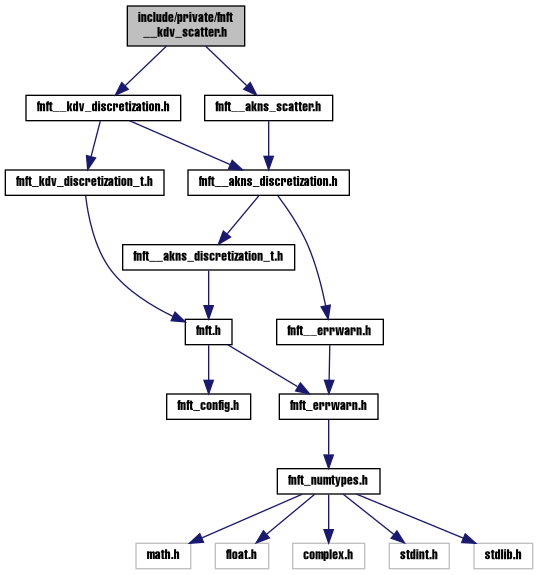 include/private/fnft
__kdv_scatter.h
fnft__kdv_discretization.h
fnft__akns_scatter.h
fnft_kdv_discretization_t.h
fnft__akns_discretization.h
fnft__akns_discretization_t.h
fnft.h
fnft__errwarn.h
fnft_config.h
fnft_errwarn.h
fnft_numtypes.h
math.h
float.h
complex.h
stdint.h
stdlib.h